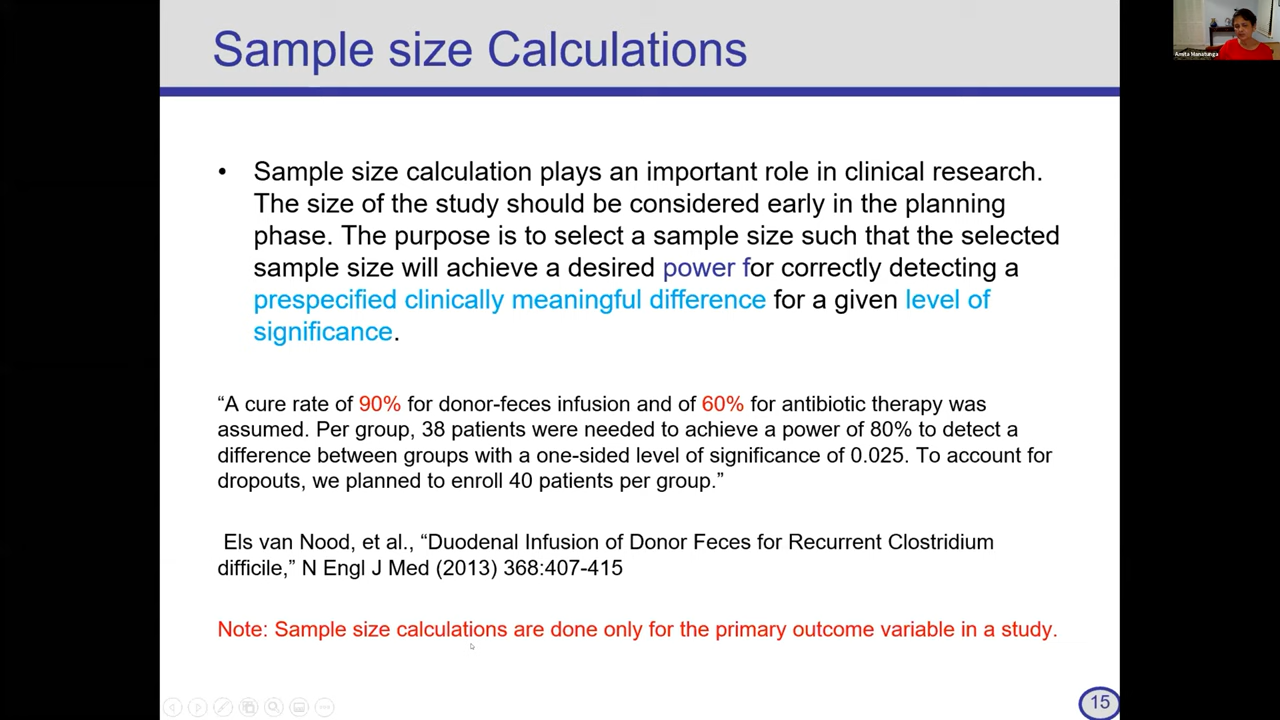 Sample size Calculations
• Sample size calculation plays an important role in clinical research.
The size of the study should be considered early in the planning
phase. The purpose is to select a sample size such that the selected
sample size will achieve a desired power for correctly detecting a
prespecified clinically meaningful difference for a given level of
significance.
“A cure rate of 90% for donor-feces infusion and of 60% for antibiotic therapy was
assumed. Per group, 38 patients were needed to achieve a power of 80% to detect a
difference between groups with a one-sided level of significance of 0.025. To account for
dropouts, we planned to enroll 40 patients per group.”
Els van Nood, et al., “Duodenal Infusion of Donor Feces for Recurrent Clostridium
difficile,” N Engl J Med (2013) 368:407-415
Note: Sample size calculations are done only for the primary outcome variable in a study.
15
Amita Manatunga